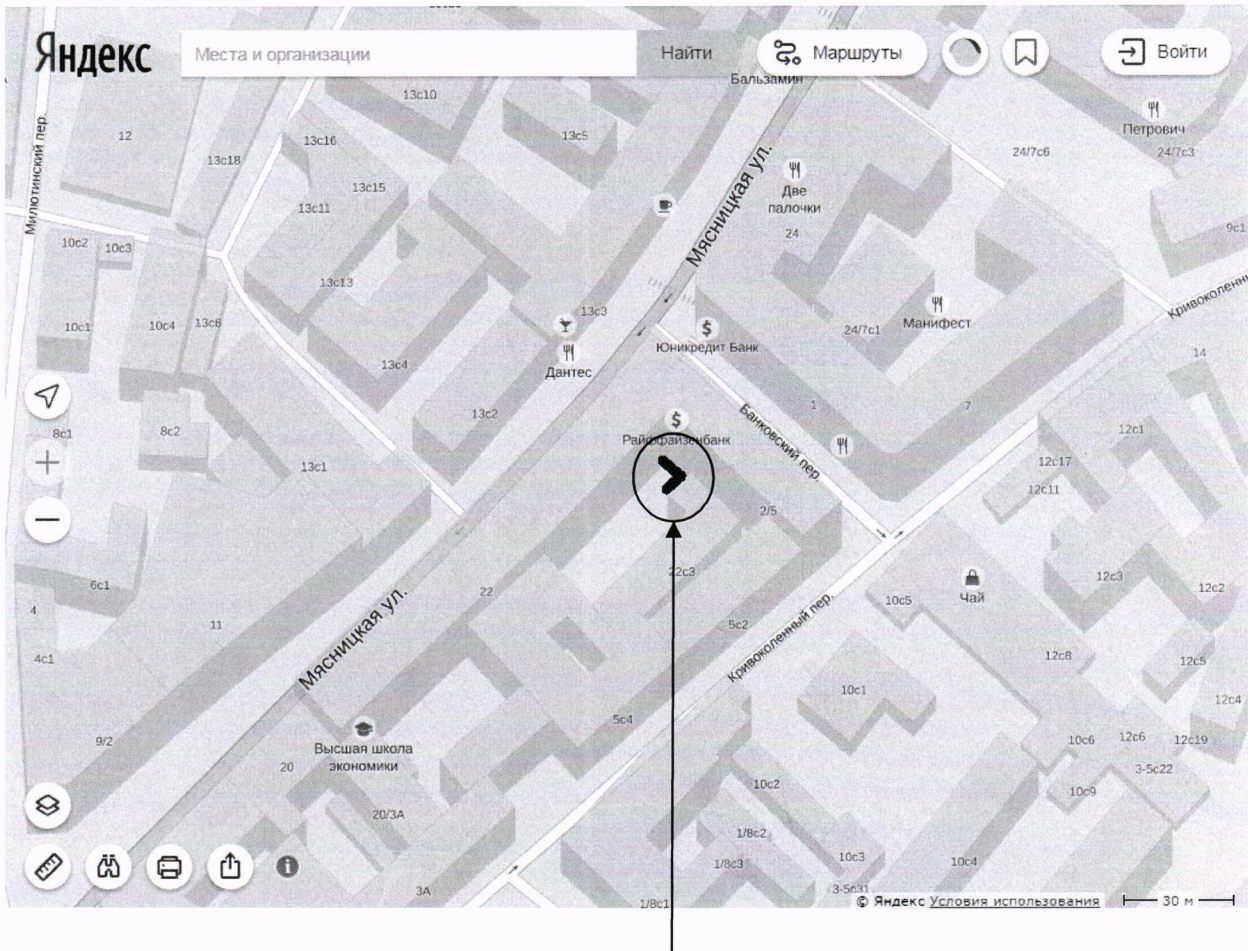 Яндекс
Места и организации
Найти
Маршруты
Войти
Бальзамин
13с10
12
13с16
13с5
13с18
Петрович
24/7с6
24/7с3
Милютинский пер.
13с15
13с11
Мясницкая ул.
Две
палочки
24
10с2
10с3
9с1
13с13
13с3
Кривоколенн
10с1
10с4
13с6
Манифест
24/7с1
Юникредит Банк
14
13с4
Дантес
13с2
1
7
Банковский пер.
8с1
8с2
Райффайзенбанк
12с1
13с1
12с17
12с11
2/5
22с3
6с1
22
10с5
Чай
12с3
12с2
4
11
Мясницкая ул.
Кривоколенный пер.
5с2
4с1
12с8
12с5
10с1
12с4
5с4
9/2
Высшая школа
экономики
10с6
12с6
12с19
20
3-5с22
10с2
10с9
20/3А
1/8с2
1/8с3
10с3
10с4
3А
3-5с31
1/8с1
© Яндекс Условия использования
30 м